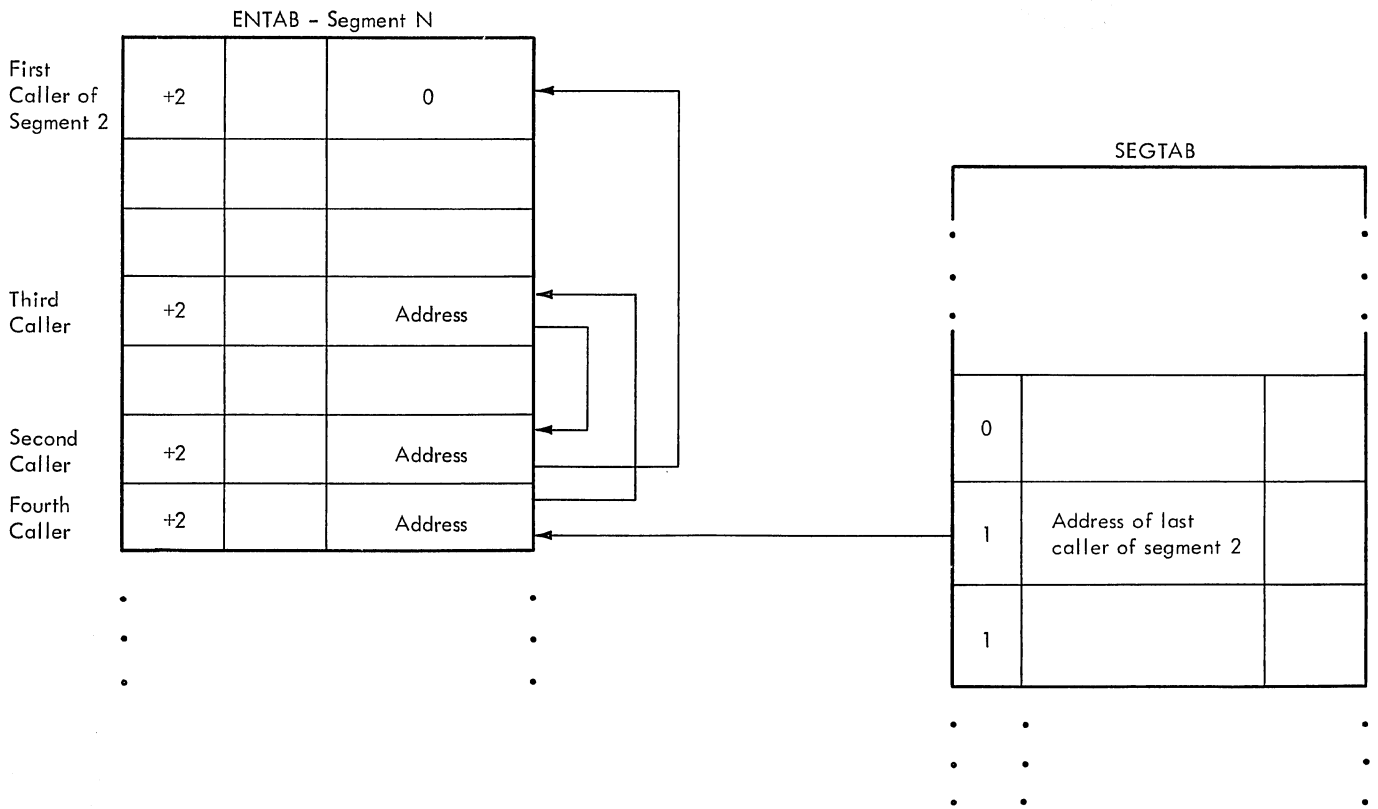 ENTAB - Segment N
First
Caller of
Segment 2
+2
0
Third
Caller
+2
Address
Second
Caller
+2
Address
Fourth
Caller
+2
Address
SEGTAB
0
1
Address of last
caller of segment 2
1